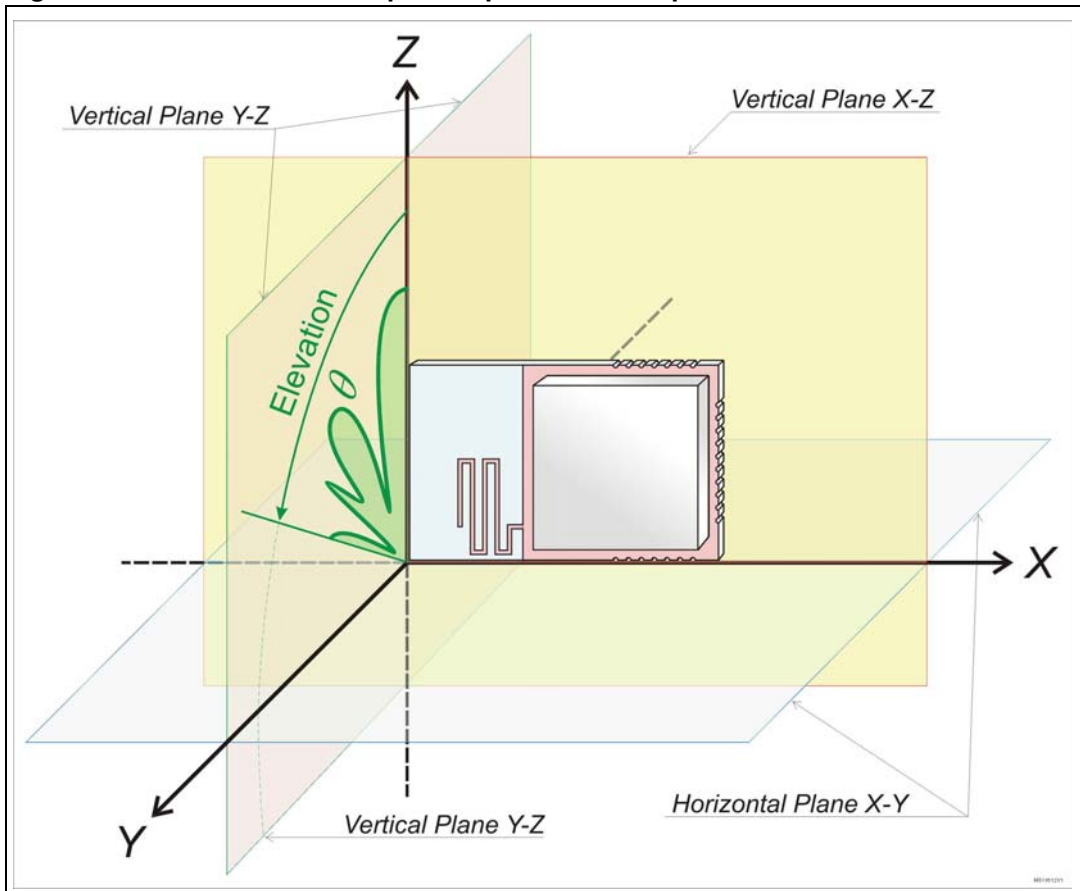 Z
Vertical Plane Y-Z
Vertical Plane X-Z
Elevation
θ
X
Y
Vertical Plane Y-Z
Horizontal Plane X-Y